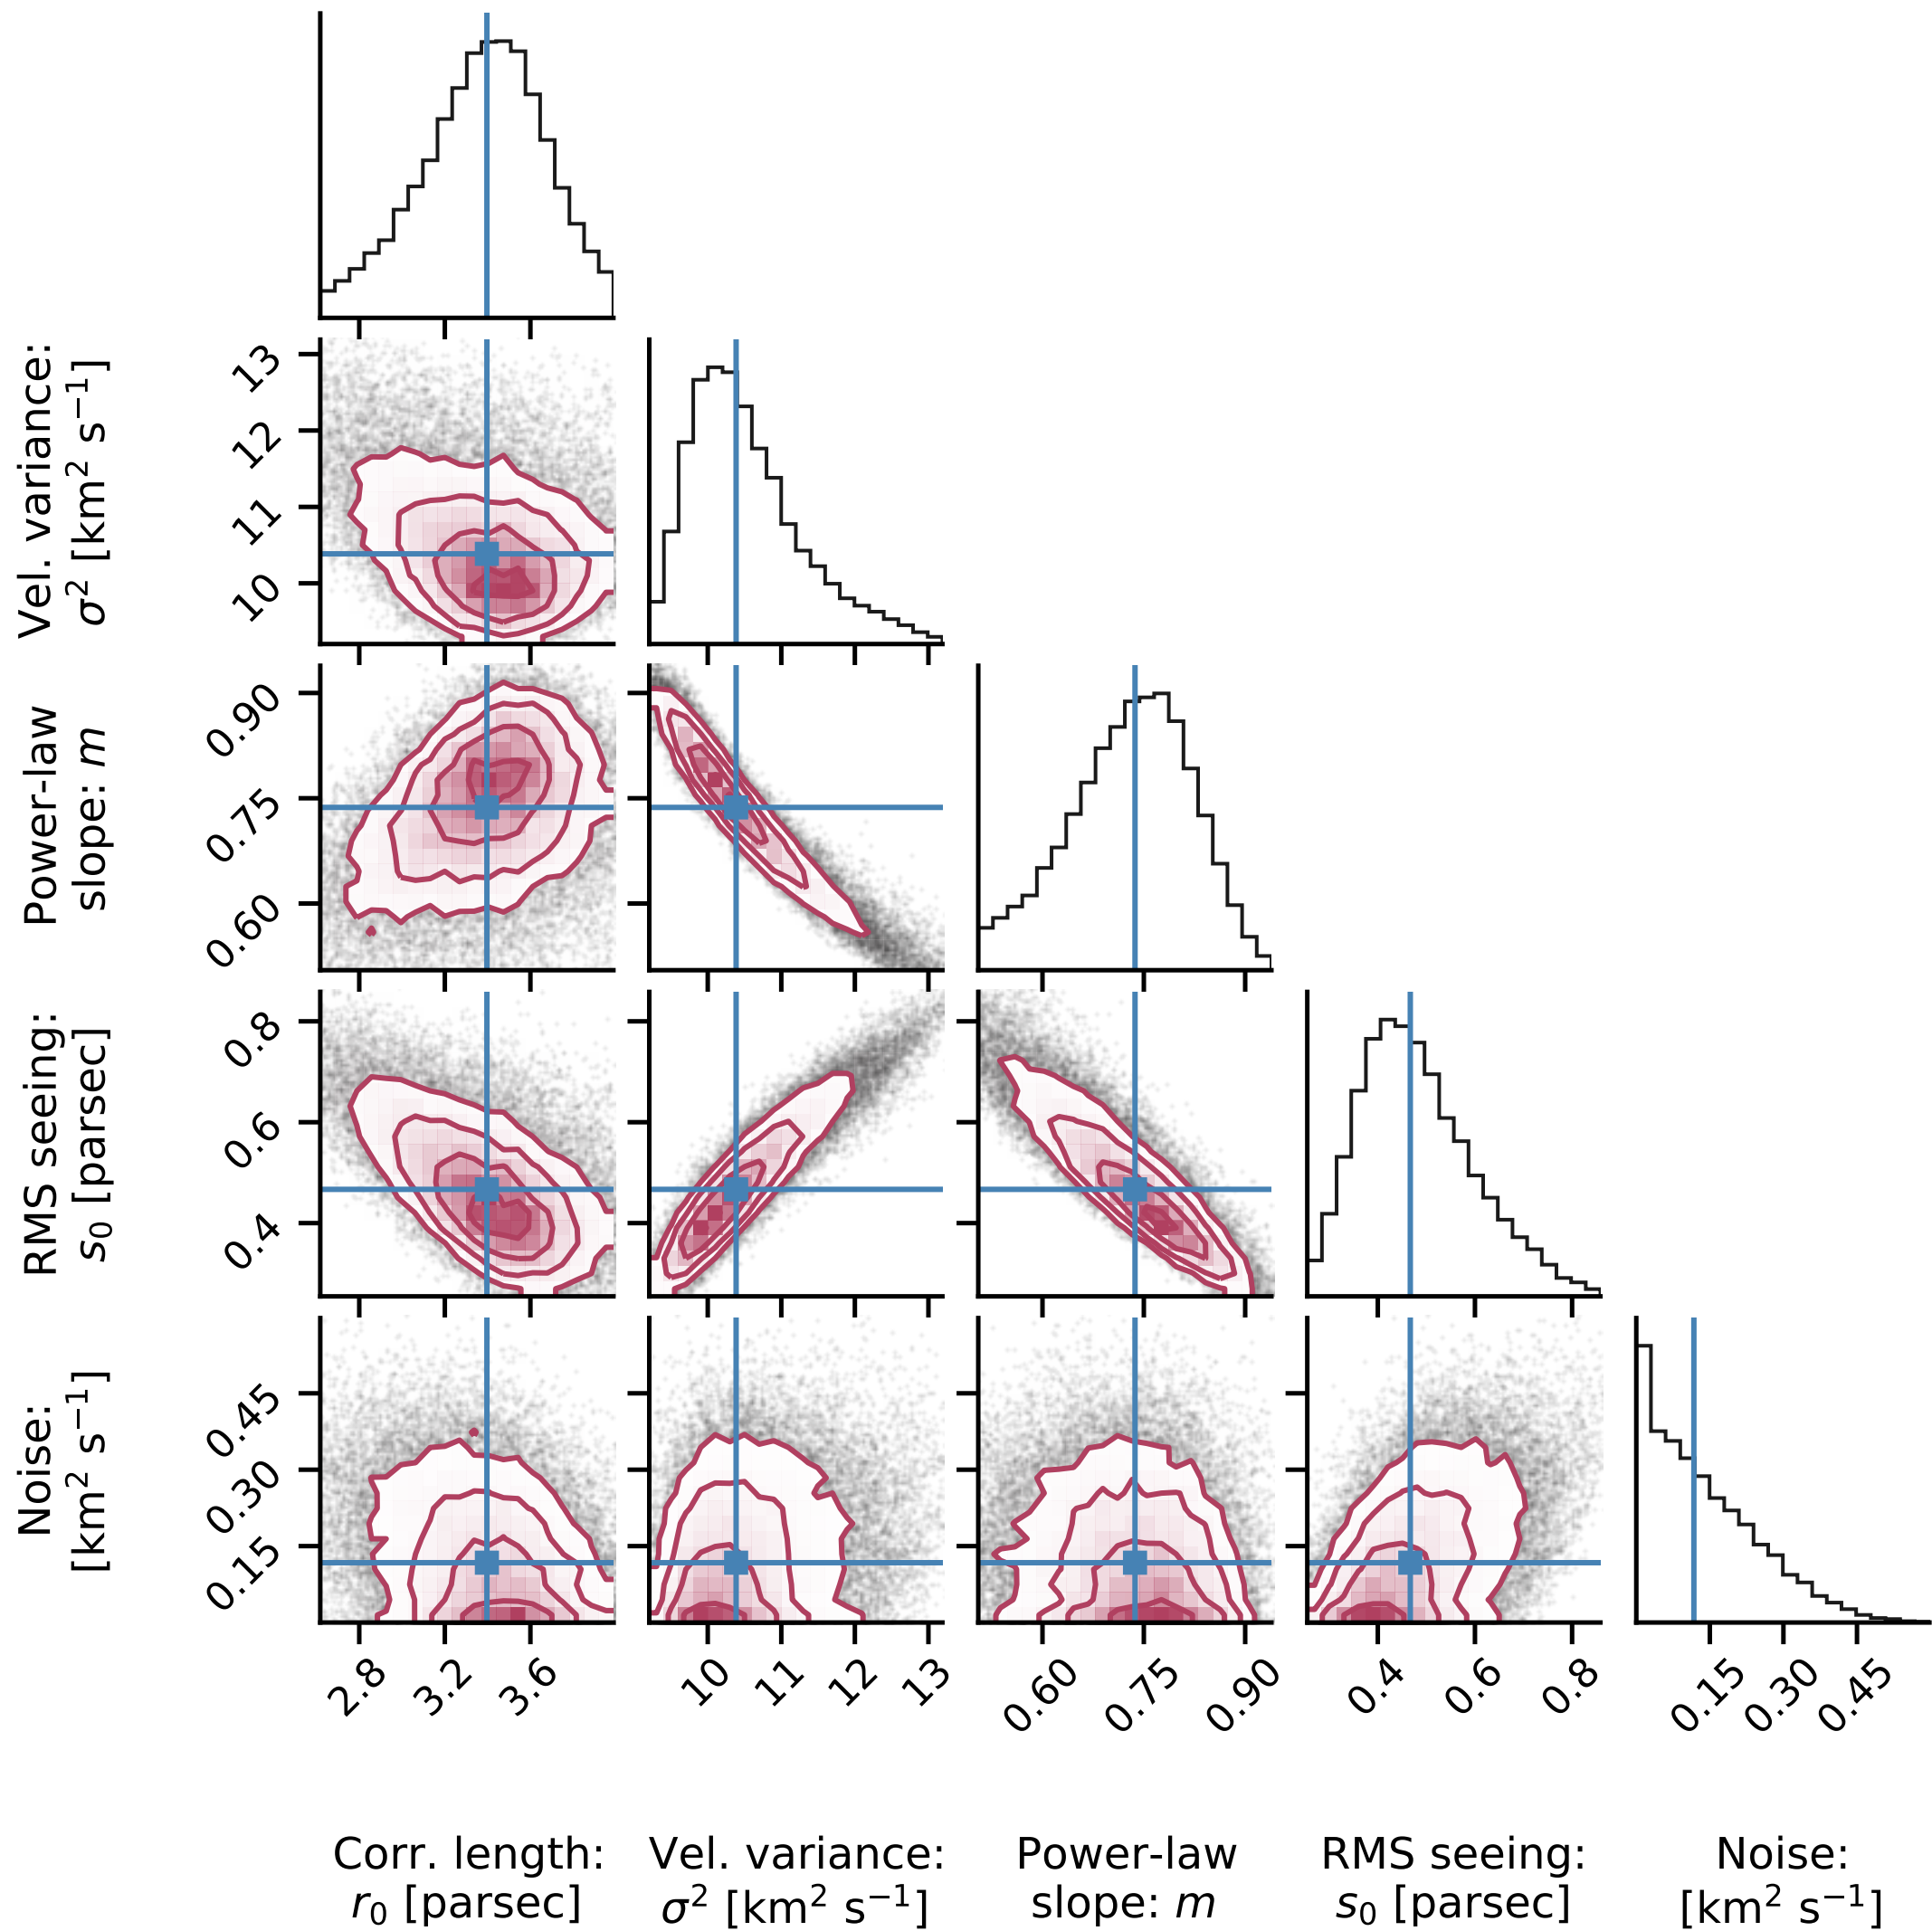 Vel. variance:
σ² [km² s⁻¹]
13
12
11
10
Power-law
slope: m
0.90
0.75
0.60
RMS seeing:
s₀ [parsec]
0.8
0.6
0.4
Noise:
[km² s⁻¹]
0.45
0.30
0.15
2.8 3.2 3.6 10 11 12 13 0.60 0.75 0.90 0.4 0.6 0.8 0.15 0.30 0.45
Corr. length: Vel. variance: Power-law RMS seeing: Noise:
r₀ [parsec] σ² [km² s⁻¹] slope: m s₀ [parsec] [km² s⁻¹]